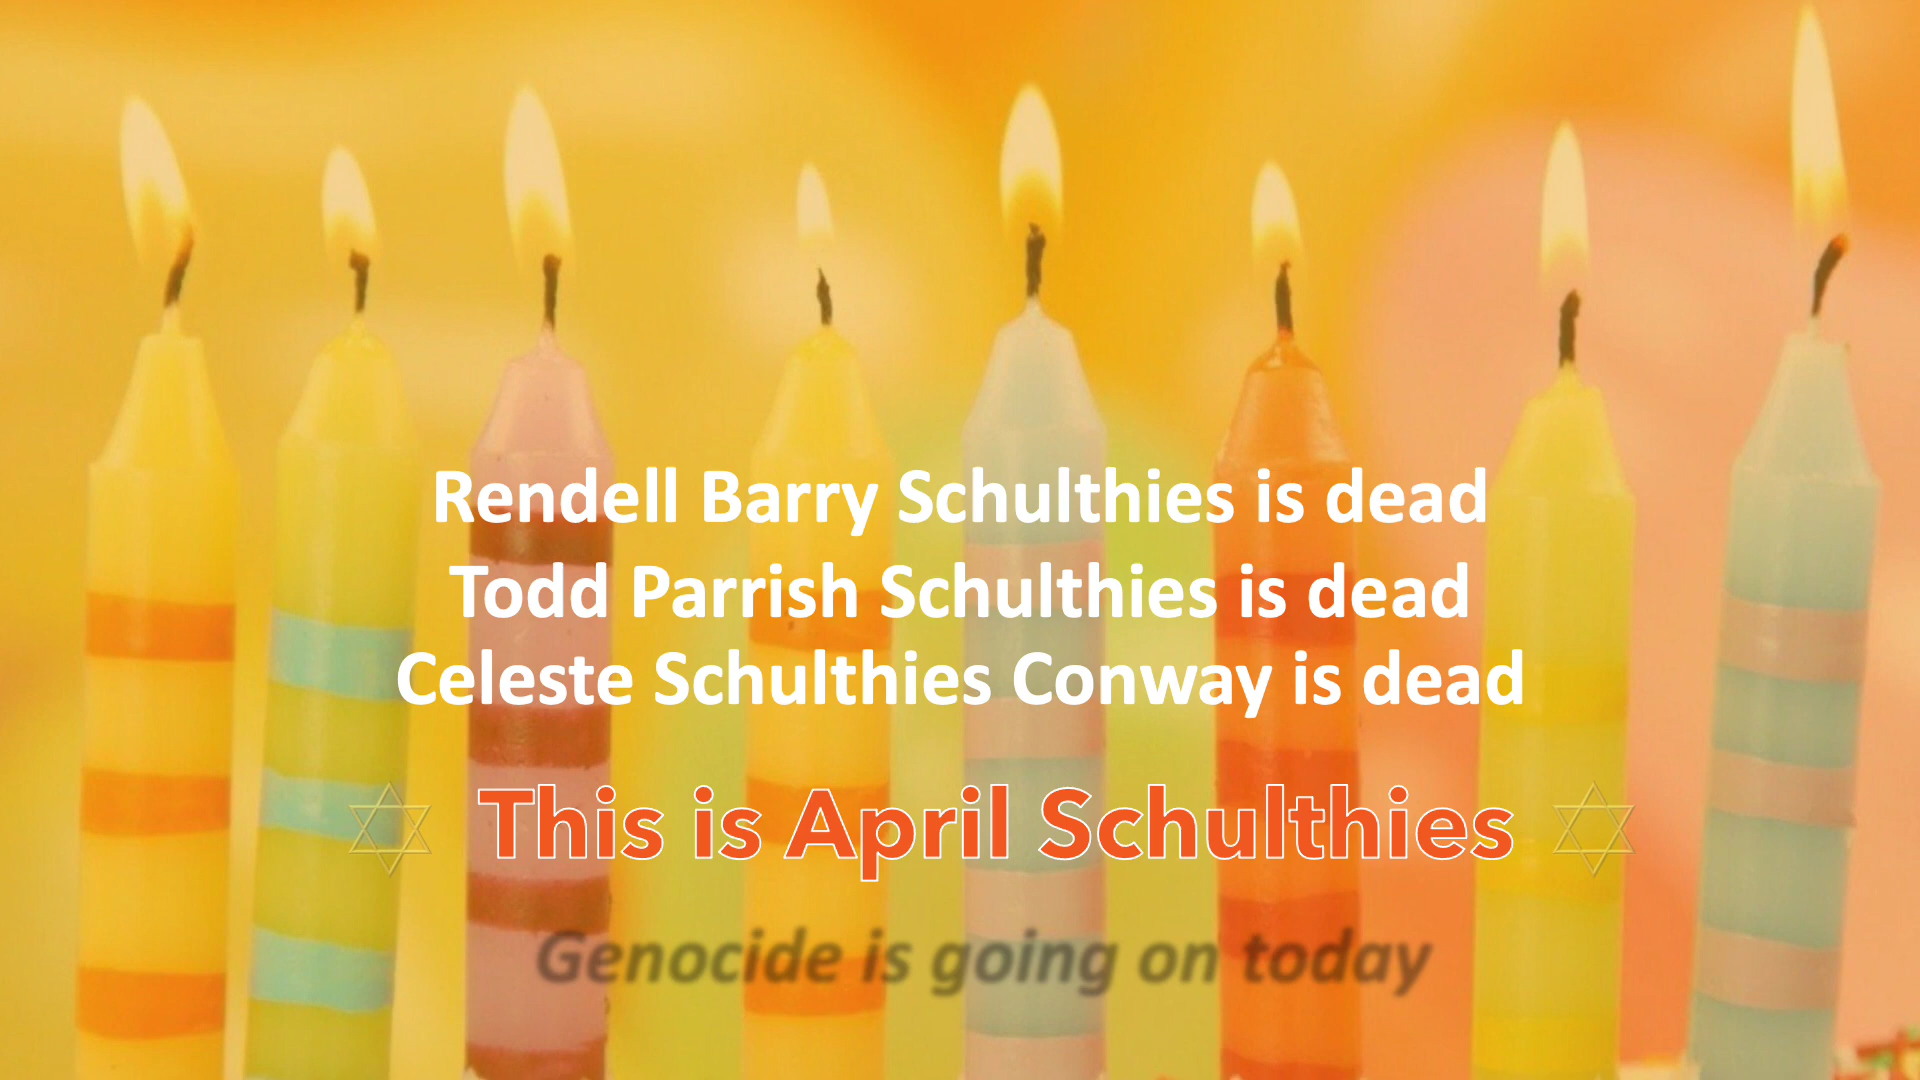 Rendell Barry Schulthies is dead
Todd Parrish Schulthies is dead
Celeste Schulthies Conway is dead
This is April Schulthies
Genocide is going on today